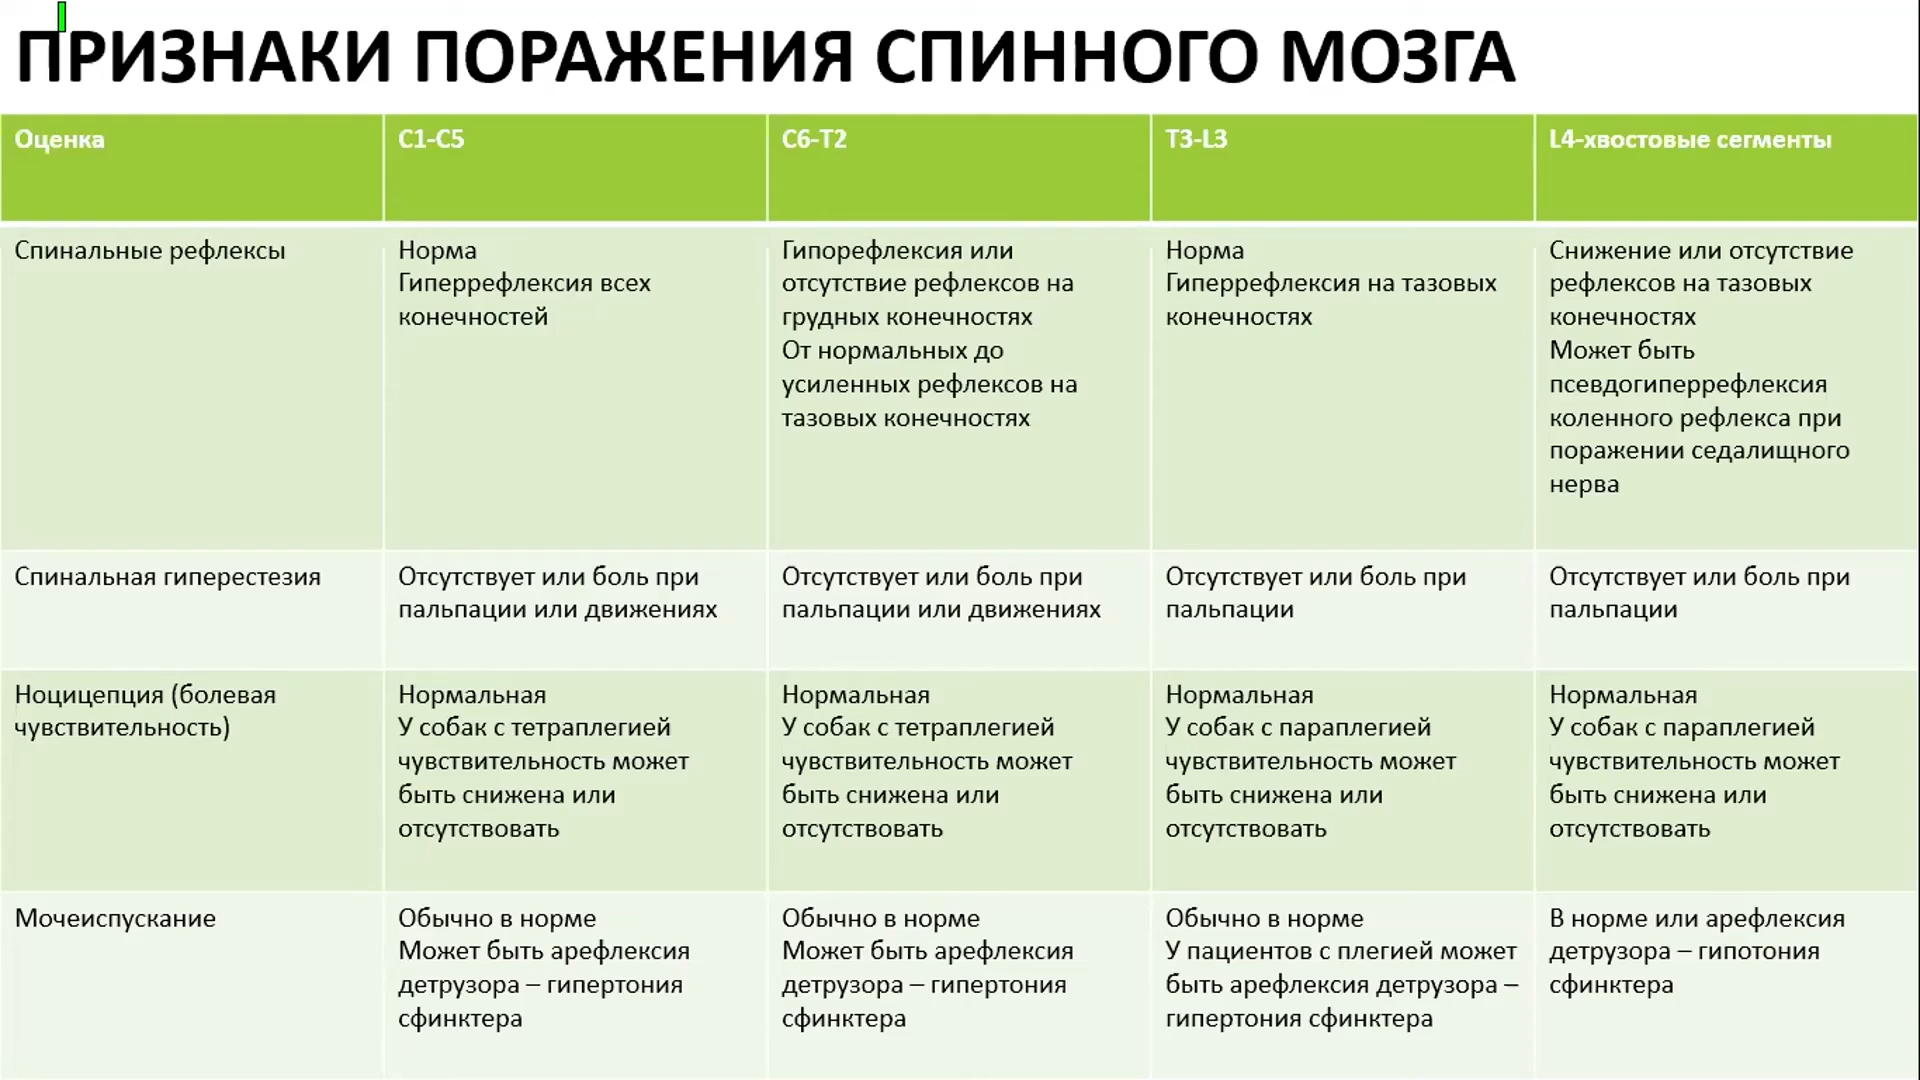 ПРИЗНАКИ ПОРАЖЕНИЯ СПИННОГО МОЗГА
Оценка
C1-C5
C6-T2
T3-L3
L4-хвостовые сегменты
Спинальные рефлексы
Норма
Гиперрефлексия всех
конечностей
Гипорефлексия или
отсутствие рефлексов на
грудных конечностях
От нормальных до
усиленных рефлексов на
тазовых конечностях
Норма
Гиперрефлексия на тазовых
конечностях
Снижение или отсутствие
рефлексов на тазовых
конечностях
Может быть
псевдогиперрефлексия
коленного рефлекса при
поражении седалищного
нерва
Спинальная гиперестезия
Отсутствует или боль при
пальпации или движениях
Отсутствует или боль при
пальпации или движениях
Отсутствует или боль при
пальпации
Отсутствует или боль при
пальпации
Ноцицепция (болевая
чувствительность)
Нормальная
У собак с тетраплегией
чувствительность может
быть снижена или
отсутствовать
Нормальная
У собак с тетраплегией
чувствительность может
быть снижена или
отсутствовать
Нормальная
У собак с параплегией
чувствительность может
быть снижена или
отсутствовать
Нормальная
У собак с параплегией
чувствительность может
быть снижена или
отсутствовать
Мочеиспускание
Обычно в норме
Может быть арефлексия
детрузора – гипертония
сфинктера
Обычно в норме
Может быть арефлексия
детрузора – гипертония
сфинктера
Обычно в норме
У пациентов с плегией может
быть арефлексия детрузора –
гипертония сфинктера
В норме или арефлексия
детрузора – гипотония
сфинктера